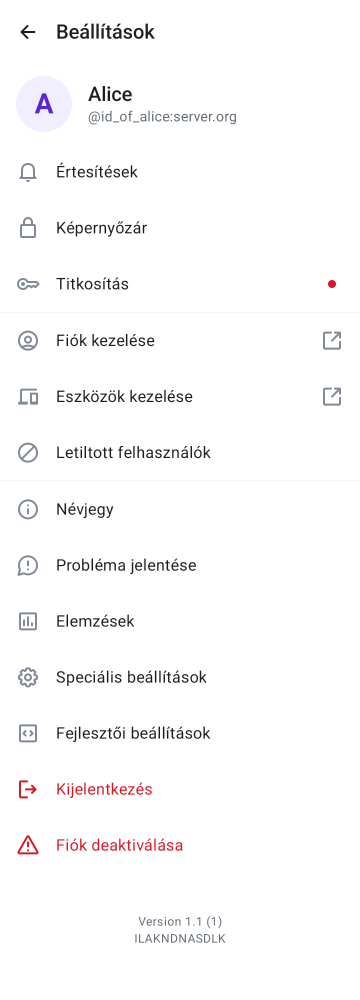 Beállítások
A
Alice
@id_of_alice:server.org
Értesítések
Képernyőzár
Titkosítás
Fiók kezelése
Eszközök kezelése
Letiltott felhasználók
Névjegy
Probléma jelentése
Elemzések
Speciális beállítások
Fejlesztői beállítások
Kijelentkezés
Fiók deaktiválása
Version 1.1 (1)
ILAKNDNASDLK